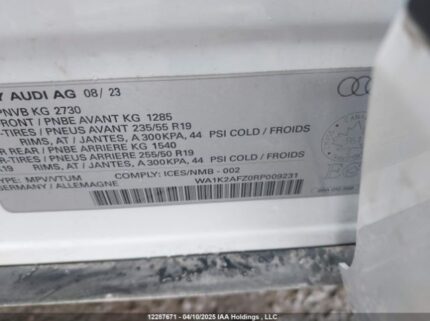 Y AUDI AG 08/23
PNVB KG 2730
FRONT / PNBE AVANT KG 1285
-TIRES / PNEUS AVANT 235/55 R19
RIMS, AT / JANTES, A 300KPA, 44 PSI COLD / FROIDS
R REAR / PNBE ARRIERE KG 1540
-TIRES / PNEUS ARRIERE 255/50 R19
19 RIMS, AT / JANTES, A 300KPA, 44 PSI COLD / FROIDS
TYPE: MPV/VTUM COMPLY: ICES/NMB - 002
GERMANY / ALLEMAGNE WA1K2AFZ0RP009231
12287671 - 04/10/2025 IAA Holdings, LLC